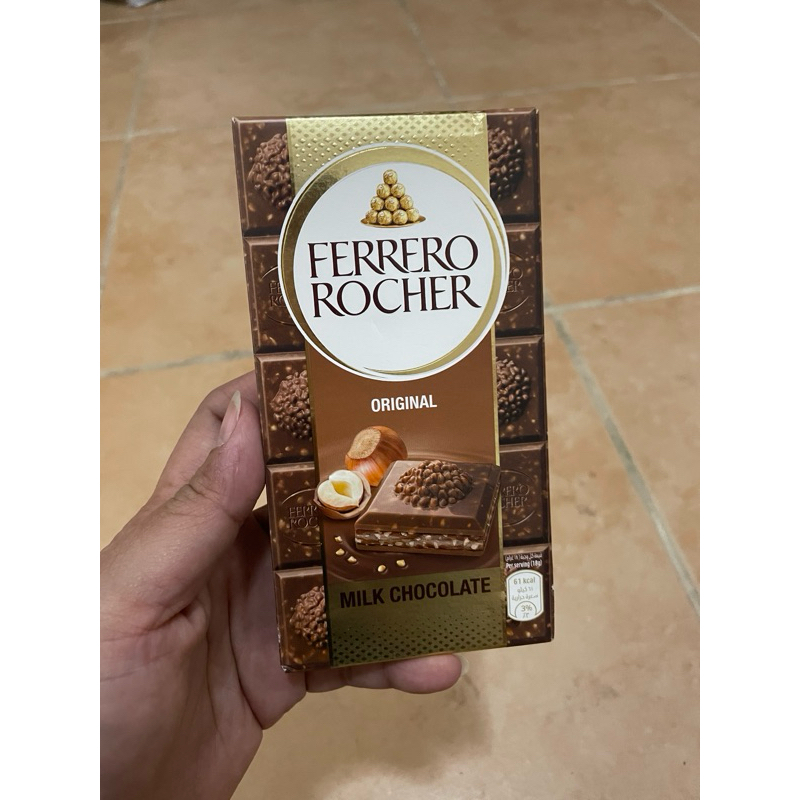 FERRERO
ROCHER
ORIGINAL
MILK CHOCOLATE
Per serving (18g)
61 kcal
3%